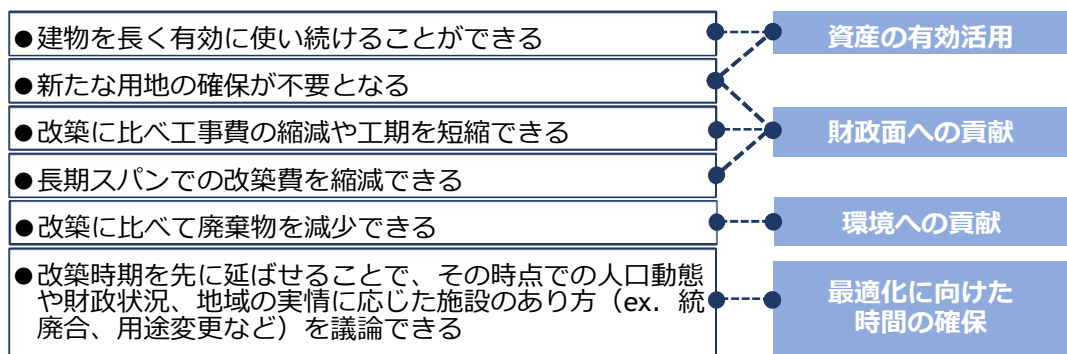 ●建物を長く有効に使い続けることができる
●新たな用地の確保が不要となる
●改築に比べ工事費の縮減や工期を短縮できる
●長期スパンでの改築費を縮減できる
●改築に比べて廃棄物を減少できる
●改築時期を先に延ばせることで、その時点での人口動態
や財政状況、地域の実情に応じた施設のあり方（ex. 統
廃合、用途変更など）を議論できる
資産の有効活用
財政面への貢献
環境への貢献
最適化に向けた
時間の確保